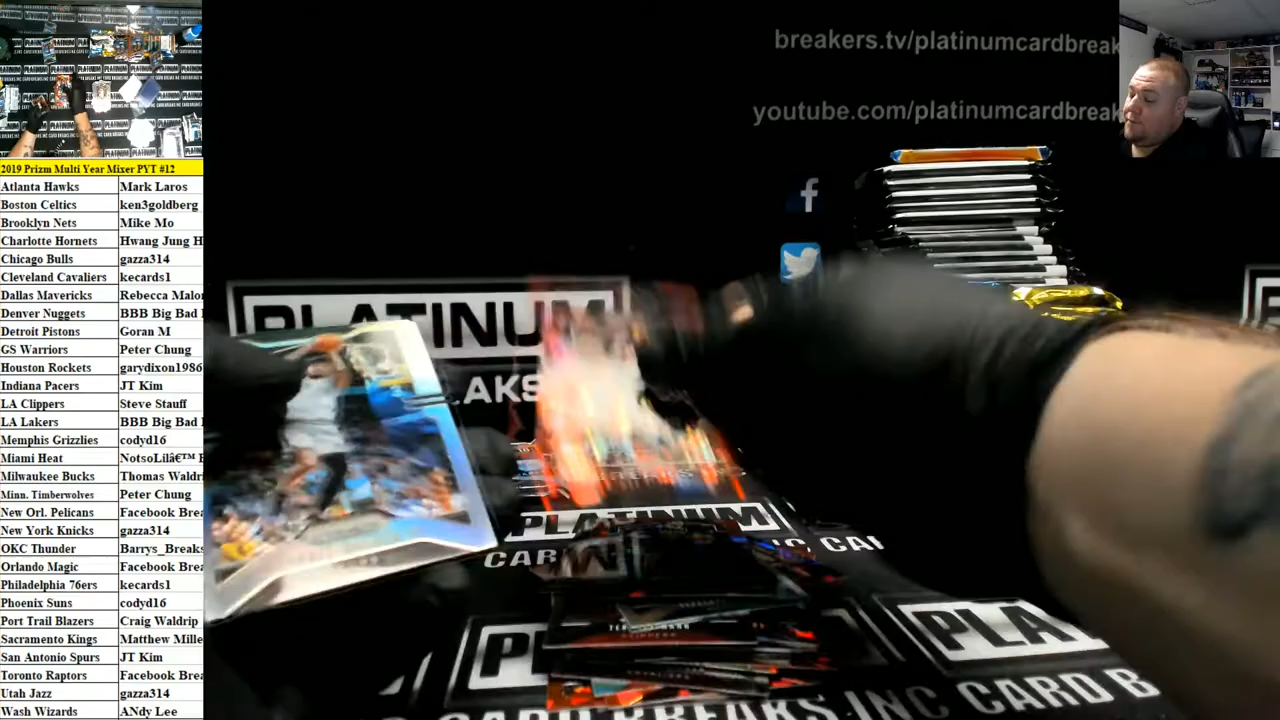 breakers.tv/platinumcardbreak
youtube.com/platinumcardbreak
2019 Prizm Multi Year Mixer PYT #12
Atlanta Hawks Mark Laros
Boston Celtics ken3goldberg
Brooklyn Nets Mike Mo
Charlotte Hornets Hwang Jung H
Chicago Bulls gazza314
Cleveland Cavaliers kecards1
Dallas Mavericks Rebecca Malo
Denver Nuggets BBB Big Bad
Detroit Pistons Goran M
GS Warriors Peter Chung
Houston Rockets garydixon1986
Indiana Pacers JT Kim
LA Clippers Steve Stauff
LA Lakers BBB Big Bad
Memphis Grizzlies codyd16
Miami Heat NotsoLilâ€™
Milwaukee Bucks Thomas Waldr
Minn. Timberwolves Peter Chung
New Orl. Pelicans Facebook Brea
New York Knicks gazza314
OKC Thunder Barrys_Breaks
Orlando Magic Facebook Brea
Philadelphia 76ers kecards1
Phoenix Suns codyd16
Port Trail Blazers Craig Waldrip
Sacramento Kings Matthew Mille
San Antonio Spurs JT Kim
Toronto Raptors Facebook Brea
Utah Jazz gazza314
Wash Wizards ANdy Lee
PLATINUM
EAKS
PLATINUM
CAR
INC CAI
PLA
CARD BREAKS INC CARD B